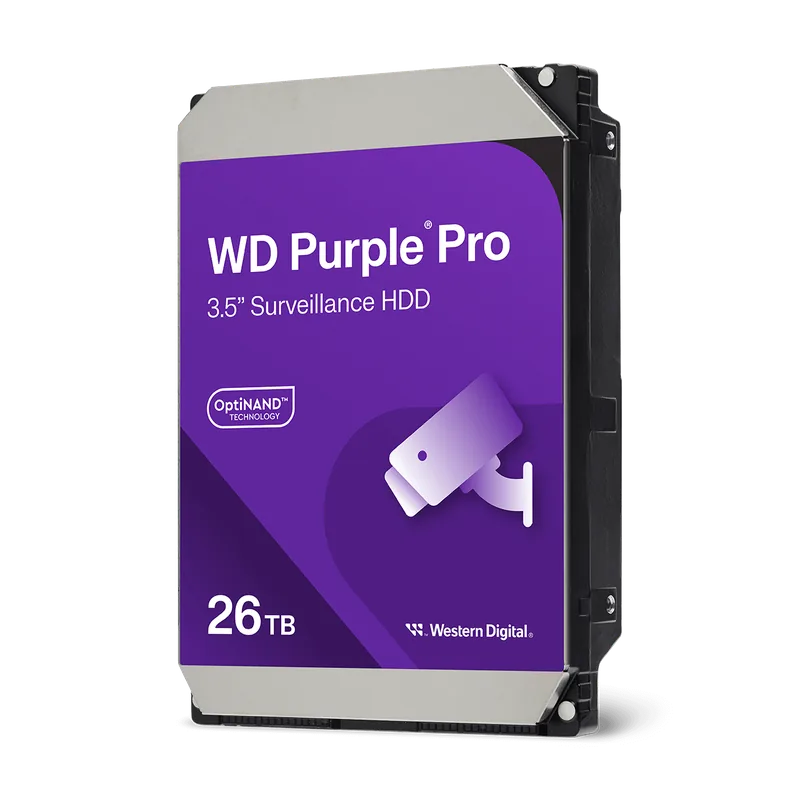 WD Purple® Pro
3.5” Surveillance HDD
OptiNAND™
TECHNOLOGY
26TB
Western Digital®